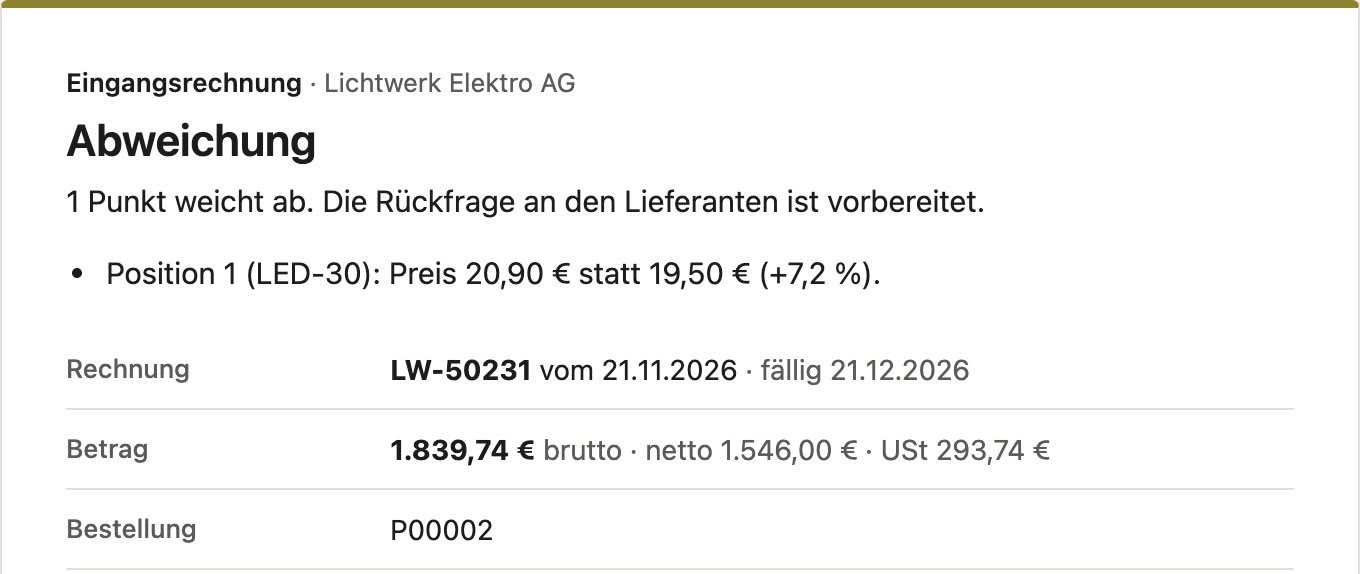 Eingangsrechnung · Lichtwerk Elektro AG
Abweichung
1 Punkt weicht ab. Die Rückfrage an den Lieferanten ist vorbereitet.
• Position 1 (LED-30): Preis 20,90 € statt 19,50 € (+7,2 %).
Rechnung LW-50231 vom 21.11.2026 · fällig 21.12.2026
Betrag 1.839,74 € brutto · netto 1.546,00 € · USt 293,74 €
Bestellung P00002